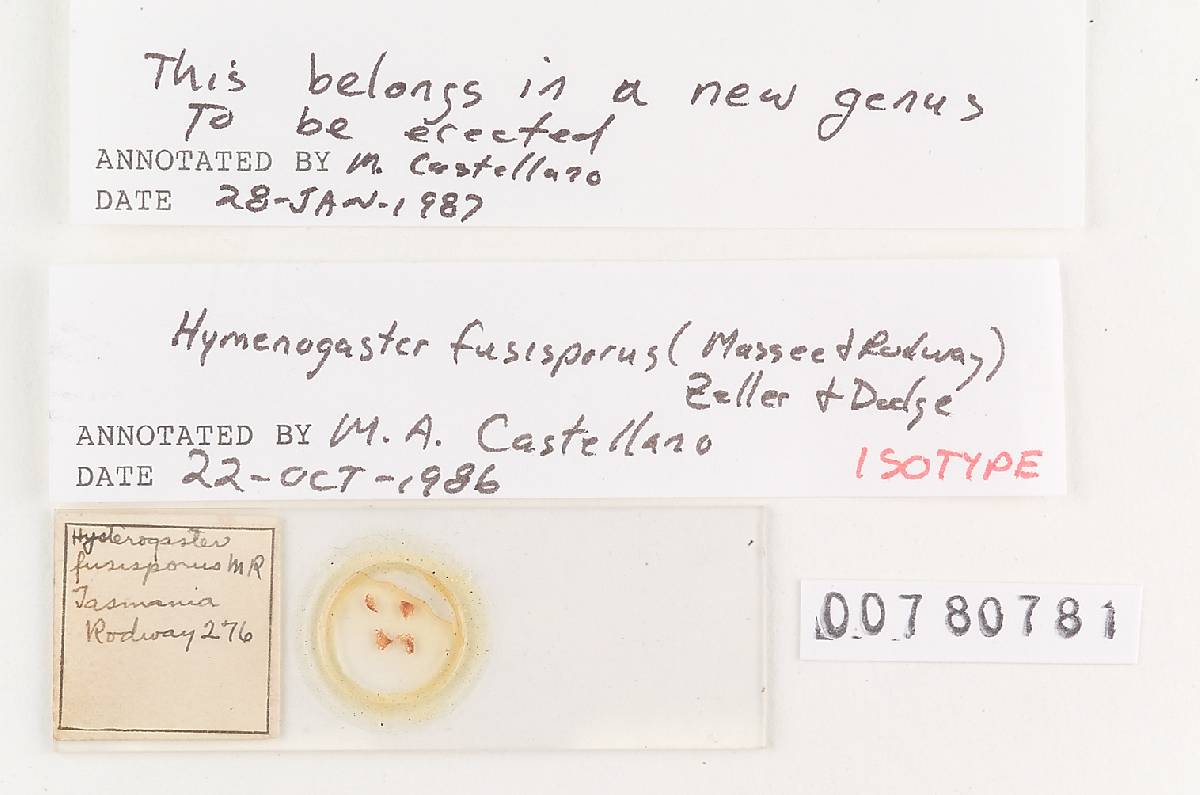 This belongs in a new genus
To be erected
ANNOTATED BY M. Castellano
DATE 28-JAN-1987
Hymenogaster fusisporus (Massee & Rodway)
Zeller & Dodge
ANNOTATED BY M. A. Castellano
DATE 22-OCT-1986
ISOTYPE
Hysterogaster
fusisporus M R
Tasmania
Rodway 276
00780781